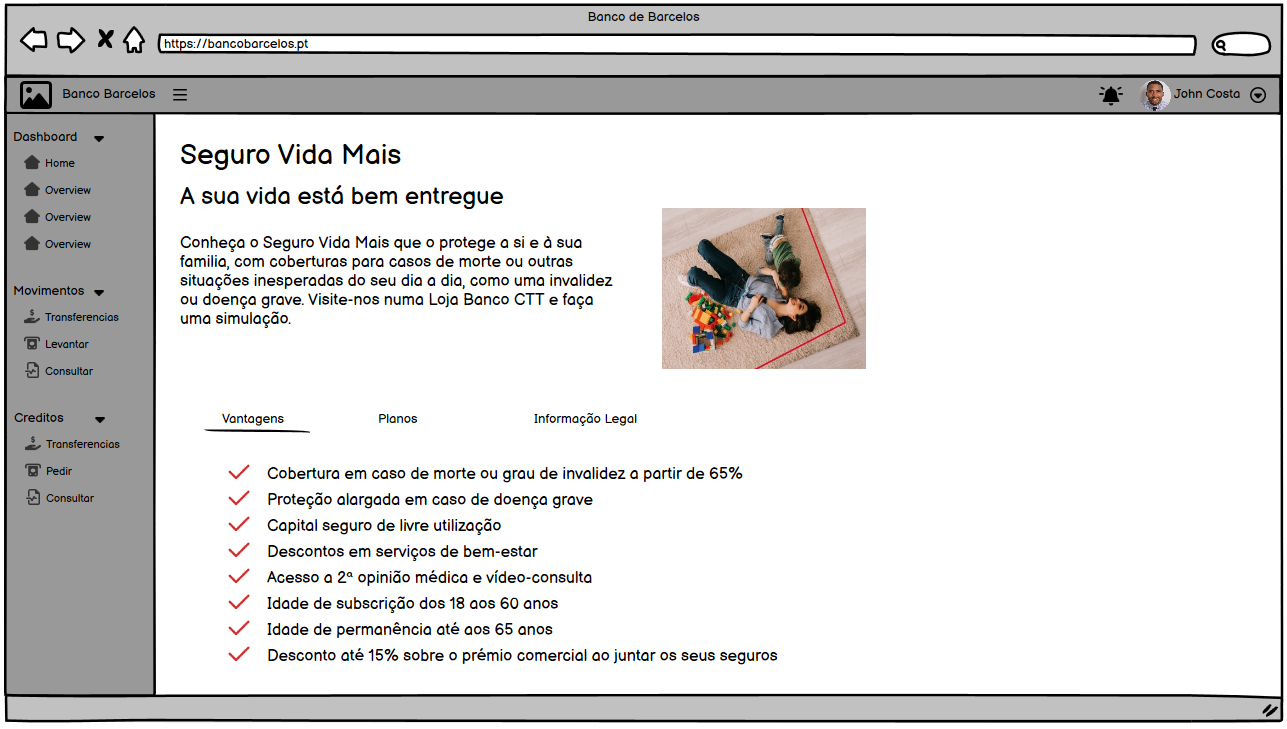 Banco de Barcelos
https://bancobarcelos.pt
Banco Barcelos
John Costa
Dashboard
Home
Overview
Overview
Overview
Movimentos
Transferencias
Levantar
Consultar
Creditos
Transferencias
Pedir
Consultar
Seguro Vida Mais
A sua vida está bem entregue
Conheça o Seguro Vida Mais que o protege a si e à sua
familia, com coberturas para casos de morte ou outras
situações inesperadas do seu dia a dia, como uma invalidez
ou doença grave. Visite-nos numa Loja Banco CTT e faça
uma simulação.
Vantagens
Planos
Informação Legal
Cobertura em caso de morte ou grau de invalidez a partir de 65%
Proteção alargada em caso de doença grave
Capital seguro de livre utilização
Descontos em serviços de bem-estar
Acesso a 2ª opinião médica e vídeo-consulta
Idade de subscrição dos 18 aos 60 anos
Idade de permanência até aos 65 anos
Desconto até 15% sobre o prémio comercial ao juntar os seus seguros